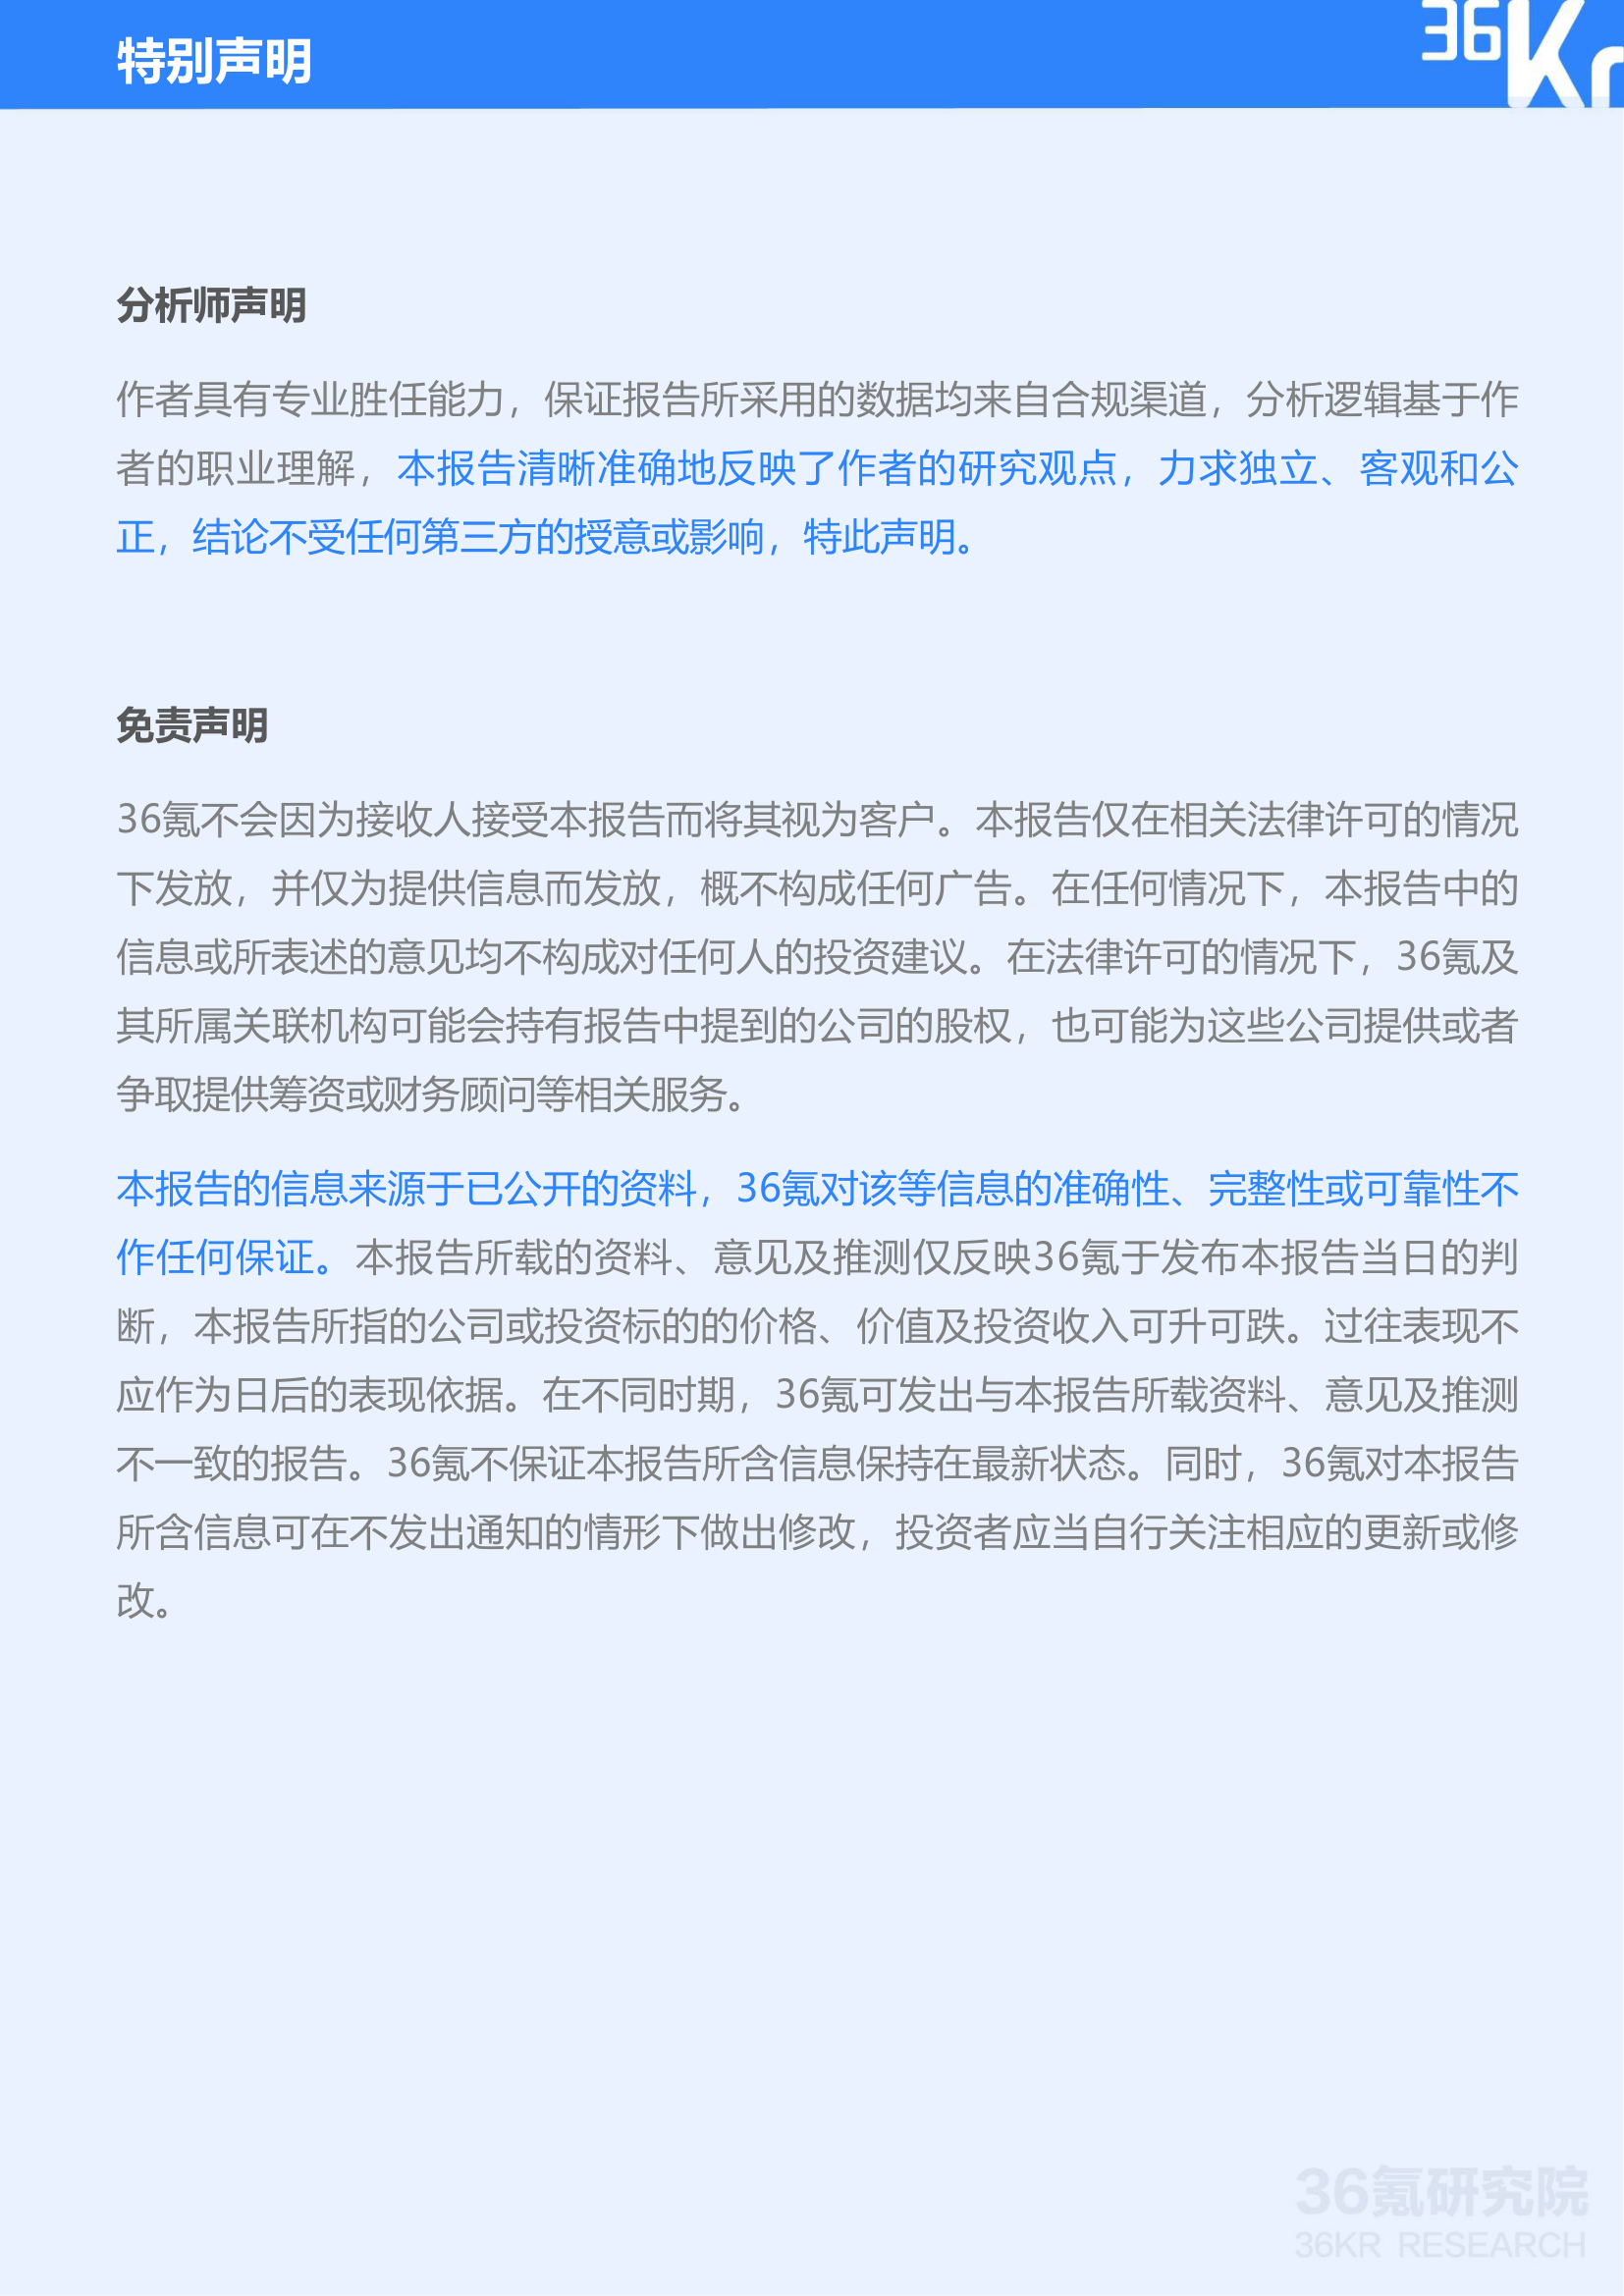 特别声明
36Kr
分析师声明
作者具有专业胜任能力，保证报告所采用的数据均来自合规渠道，分析逻辑基于作
者的职业理解，本报告清晰准确地反映了作者的研究观点，力求独立、客观和公
正，结论不受任何第三方的授意或影响，特此声明。
免责声明
36氪不会因为接收人接受本报告而将其视为客户。本报告仅在相关法律许可的情况
下发放，并仅为提供信息而发放，概不构成任何广告。在任何情况下，本报告中的
信息或所表述的意见均不构成对任何人的投资建议。在法律许可的情况下，36氪及
其所属关联机构可能会持有报告中提到的公司的股权，也可能为这些公司提供或者
争取提供筹资或财务顾问等相关服务。
本报告的信息来源于已公开的资料，36氪对该等信息的准确性、完整性或可靠性不
作任何保证。本报告所载的资料、意见及推测仅反映36氪于发布本报告当日的判
断，本报告所指的公司或投资标的的价格、价值及投资收入可升可跌。过往表现不
应作为日后的表现依据。在不同时期，36氪可发出与本报告所载资料、意见及推测
不一致的报告。36氪不保证本报告所含信息保持在最新状态。同时，36氪对本报告
所含信息可在不发出通知的情形下做出修改，投资者应当自行关注相应的更新或修
改。
36氪研究院
36KR RESEARCH